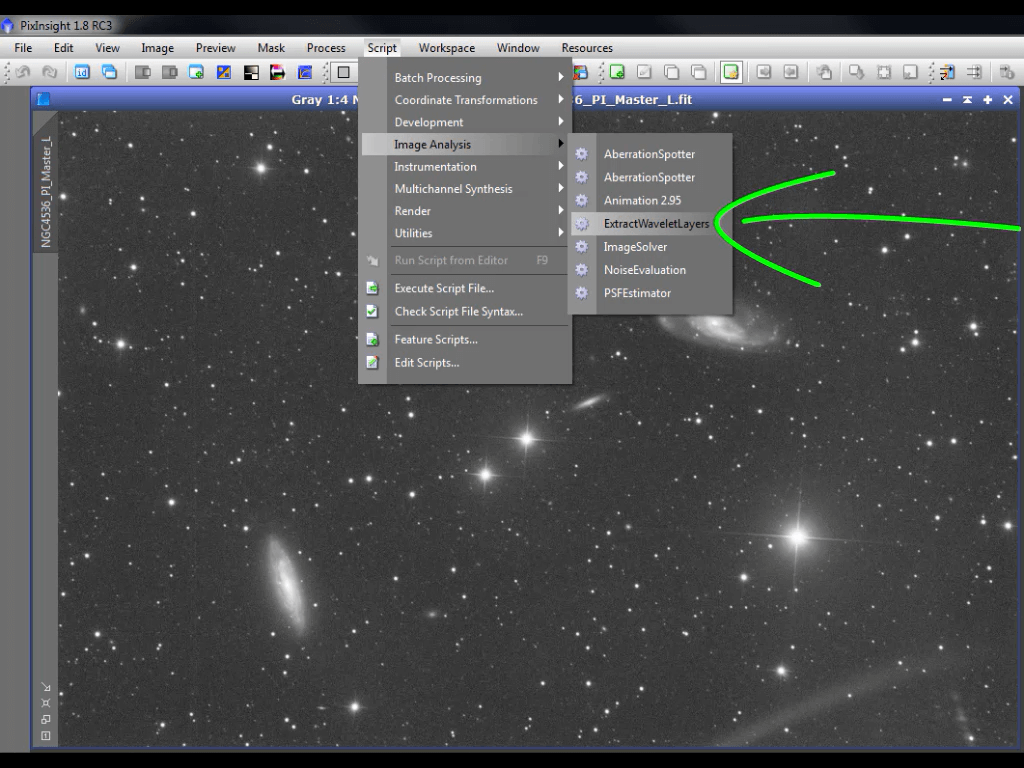 PixInsight 1.8 RC3
File Edit View Image Preview Mask Process Script Workspace Window Resources
Gray 1:4 N
36_PI_Master_L.fit
NGC4536_PI_Master_L
Batch Processing
Coordinate Transformations
Development
Image Analysis
Instrumentation
Multichannel Synthesis
Render
Utilities
Run Script from Editor F9
Execute Script File...
Check Script File Syntax...
Feature Scripts...
Edit Scripts...
AberrationSpotter
AberrationSpotter
Animation 2.95
ExtractWaveletLayers
ImageSolver
NoiseEvaluation
PSFEstimator